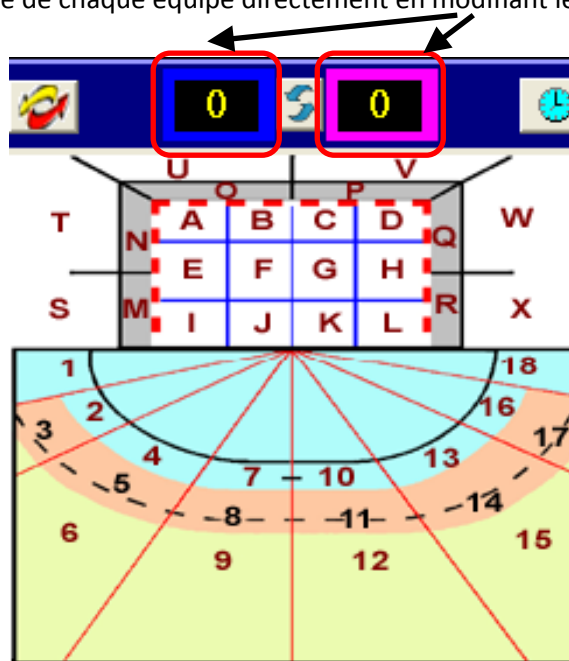 e de chaque équipe directement en modifiant le
0 0
U V
O P
T A B C D W
N Q
E F G H
S M R X
I J K L
1 18
2 16
3 17
4 13
5 7 10 14
8 11
6 15
9 12